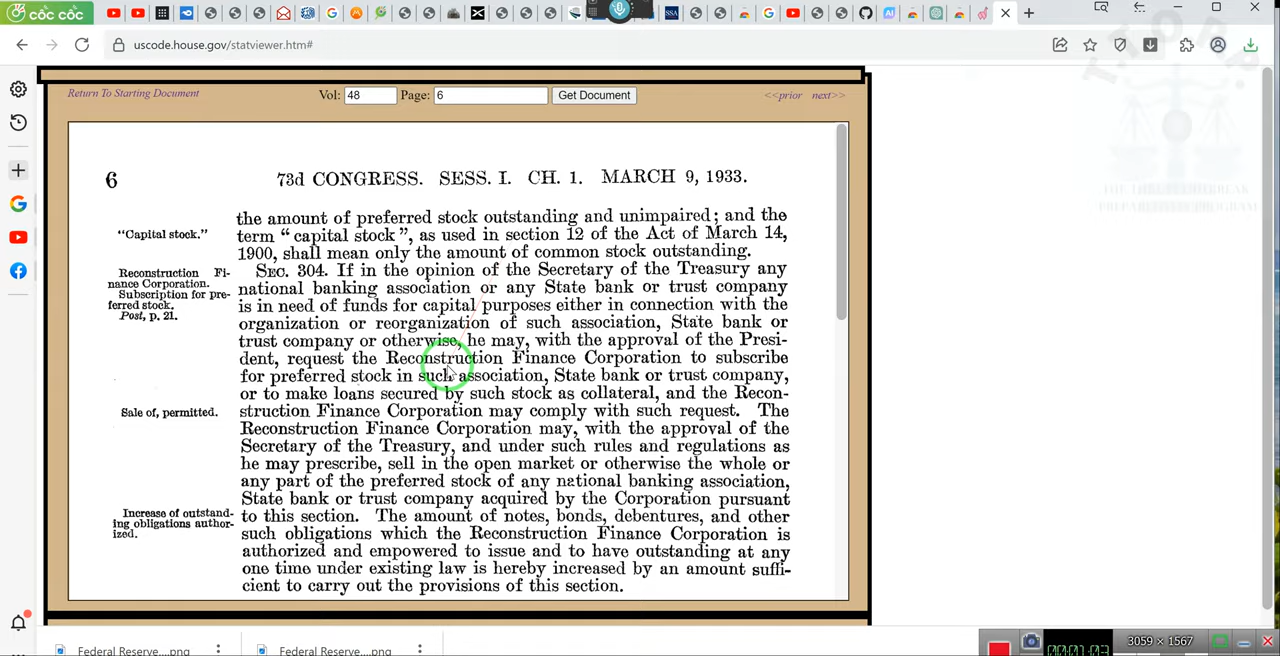 cốc cốc
uscode.house.gov/statviewer.htm#
Return To Starting Document
Vol: 48 Page: 6 Get Document
<<prior next>>
6 73d CONGRESS. SESS. I. CH. 1. MARCH 9, 1933.
the amount of preferred stock outstanding and unimpaired; and the
"Capital stock."
term "capital stock", as used in section 12 of the Act of March 14,
1900, shall mean only the amount of common stock outstanding.
Reconstruction Fi-
nance Corporation.
Subscription for pre-
ferred stock.
Post, p. 21.
SEC. 304. If in the opinion of the Secretary of the Treasury any
national banking association or any State bank or trust company
is in need of funds for capital purposes either in connection with the
organization or reorganization of such association, State bank or
trust company or otherwise, he may, with the approval of the Presi-
dent, request the Reconstruction Finance Corporation to subscribe
for preferred stock in such association, State bank or trust company,
or to make loans secured by such stock as collateral, and the Recon-
Sale of, permitted.
struction Finance Corporation may comply with such request. The
Reconstruction Finance Corporation may, with the approval of the
Secretary of the Treasury, and under such rules and regulations as
he may prescribe, sell in the open market or otherwise the whole or
any part of the preferred stock of any national banking association,
State bank or trust company acquired by the Corporation pursuant
Increase of outstand-
ing obligations author-
ized.
to this section. The amount of notes, bonds, debentures, and other
such obligations which the Reconstruction Finance Corporation is
authorized and empowered to issue and to have outstanding at any
one time under existing law is hereby increased by an amount suffi-
cient to carry out the provisions of this section.
Federal Reserve....png
Federal Reserve....png
00:01:03
3059 × 1567